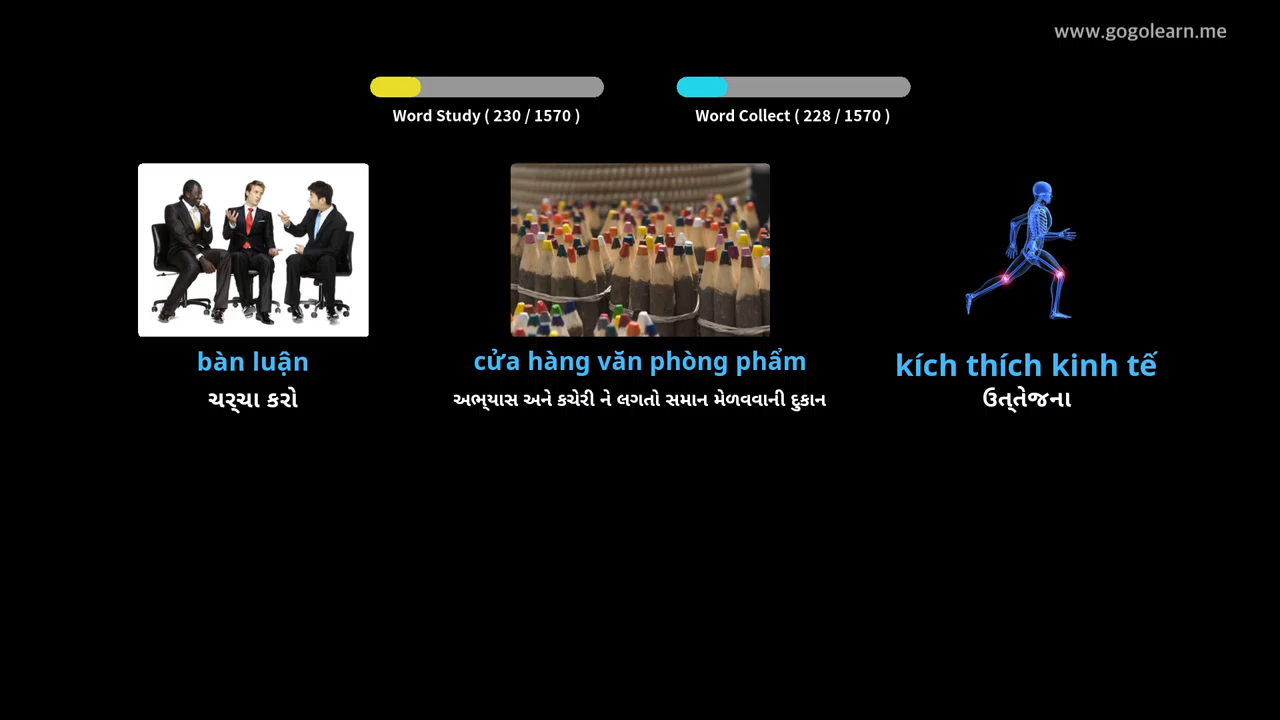 www.gogolearn.me
Word Study ( 230 / 1570 )
Word Collect ( 228 / 1570 )
bàn luận
ચર્ચા કરો
cửa hàng văn phòng phẩm
અભ્યાસ અને કચેરી ને લગતો સમાન મેળવવાની દુકાન
kích thích kinh tế
ઉત્તેજના